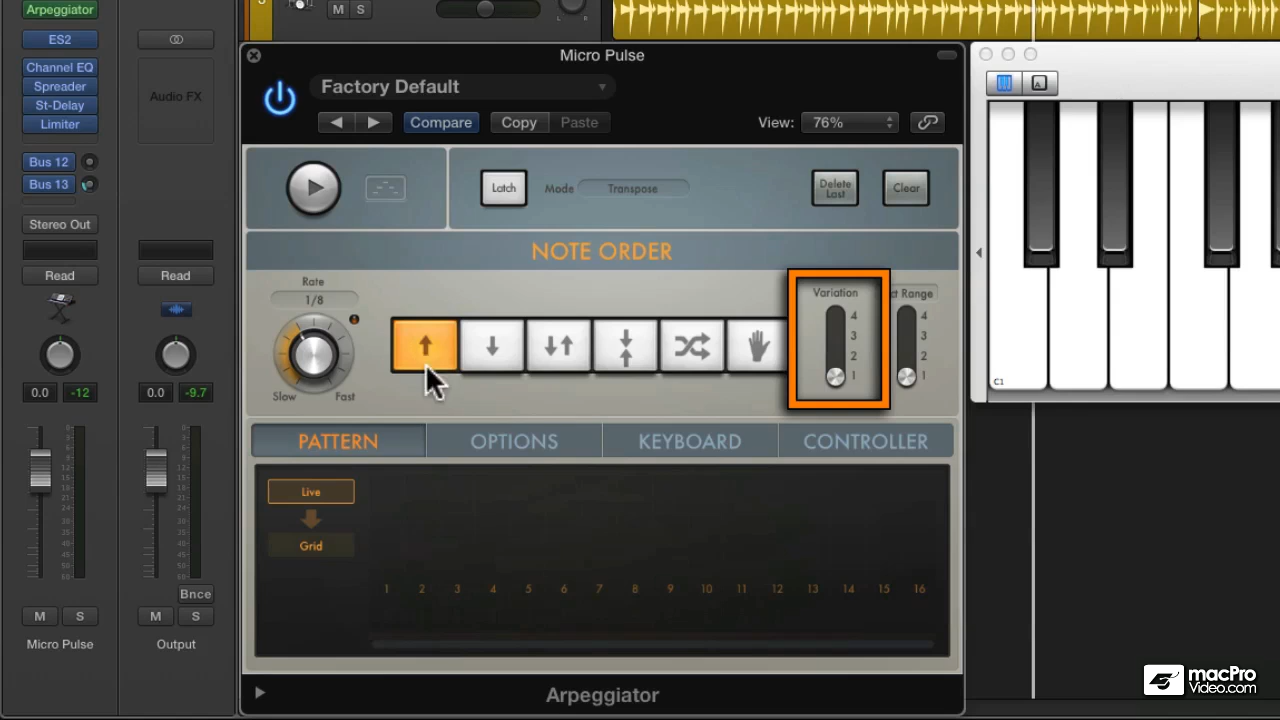 Arpeggiator
ES2
Channel EQ
Spreader
St-Delay
Limiter
Bus 12
Bus 13
Stereo Out
Read
0.0 -12
M S
Micro Pulse
Audio FX
Read
0.0 -9.7
Bnce
M S
Output
M S
L R
Micro Pulse
Factory Default
Compare Copy Paste View: 76%
Latch Mode Transpose Delete Last Clear
NOTE ORDER
Rate
1/8
Slow Fast
Variation
4
3
2
1
ct Range
4
3
2
1
PATTERN OPTIONS KEYBOARD CONTROLLER
Live
Grid
1 2 3 4 5 6 7 8 9 10 11 12 13 14 15 16
Arpeggiator
C1
macPro
Video.com